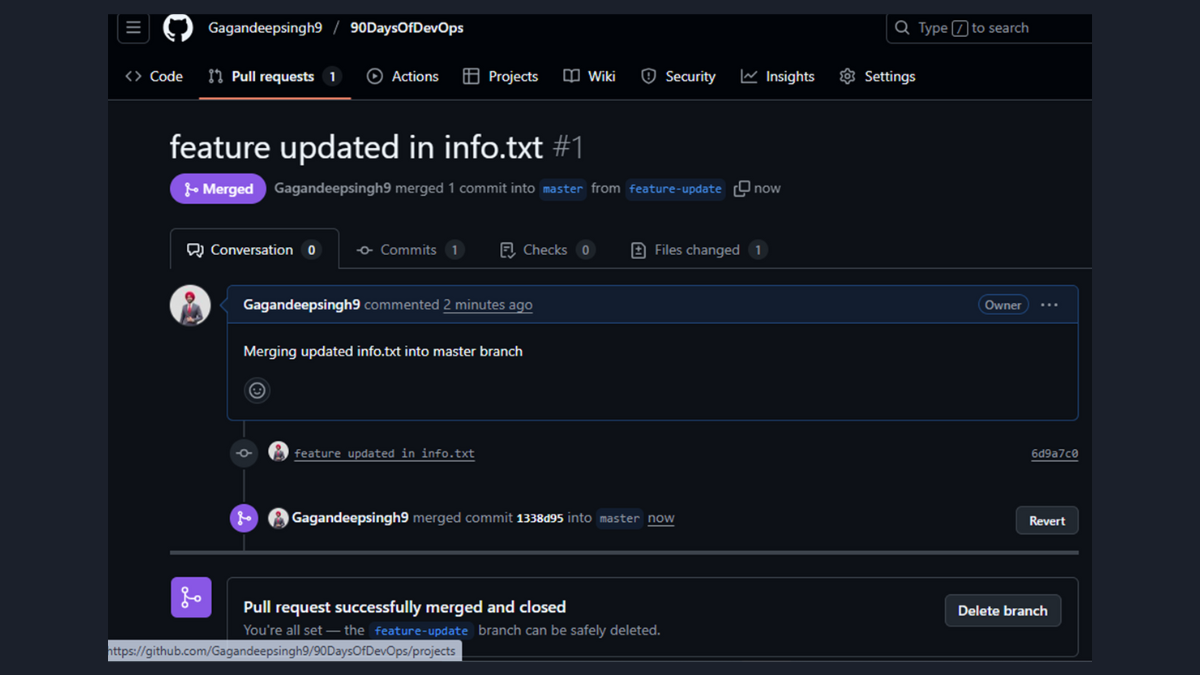 Gagandeepsingh9 / 90DaysOfDevOps Type / to search
Code Pull requests 1 Actions Projects Wiki Security Insights Settings
feature updated in info.txt #1
Merged Gagandeepsingh9 merged 1 commit into master from feature-update now
Conversation 0 Commits 1 Checks 0 Files changed 1
Gagandeepsingh9 commented 2 minutes ago Owner ...
Merging updated info.txt into master branch
feature updated in info.txt 6d9a7c0
Gagandeepsingh9 merged commit 1338d95 into master now Revert
Pull request successfully merged and closed Delete branch
You're all set — the feature-update branch can be safely deleted.
https://github.com/Gagandeepsingh9/90DaysOfDevOps/projects